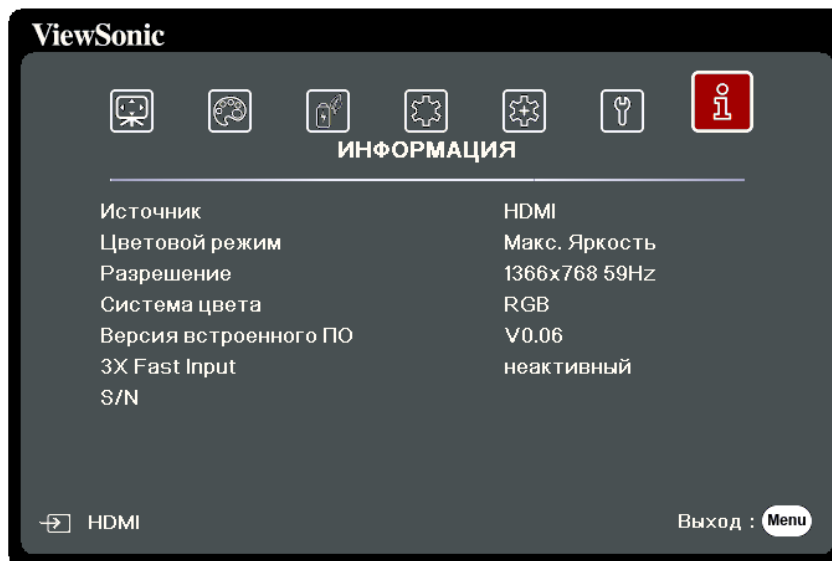 ViewSonic
ИНФОРМАЦИЯ
Источник HDMI
Цветовой режим Макс. Яркость
Разрешение 1366x768 59Hz
Система цвета RGB
Версия встроенного ПО V0.06
3X Fast Input неактивный
S/N
HDMI Выход : Menu